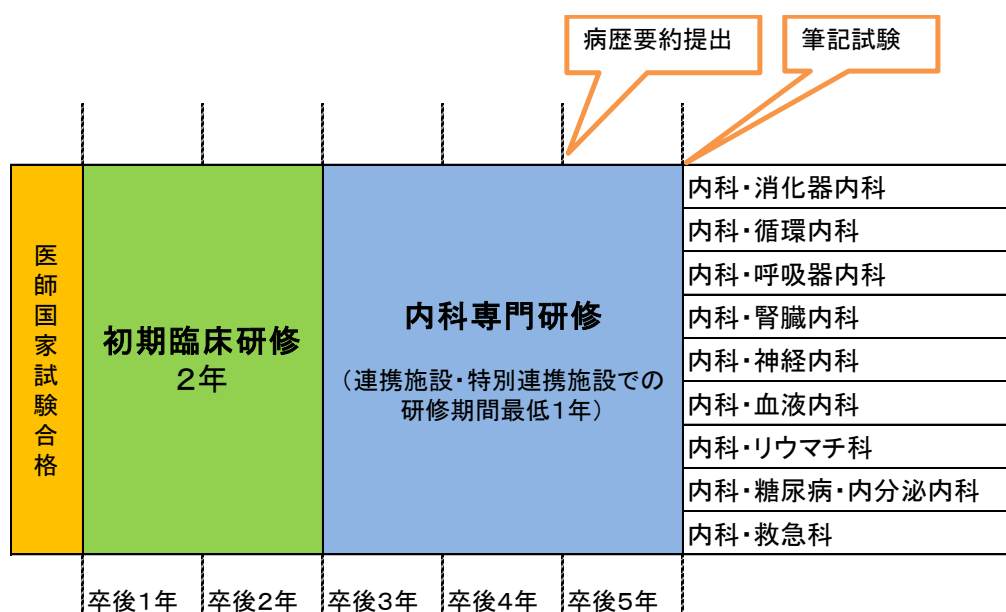 病歴要約提出
筆記試験
医師国家試験合格
初期臨床研修
2年
内科専門研修
（連携施設・特別連携施設での
研修期間最低1年）
内科・消化器内科
内科・循環内科
内科・呼吸器内科
内科・腎臓内科
内科・神経内科
内科・血液内科
内科・リウマチ科
内科・糖尿病・内分泌内科
内科・救急科
卒後1年
卒後2年
卒後3年
卒後4年
卒後5年